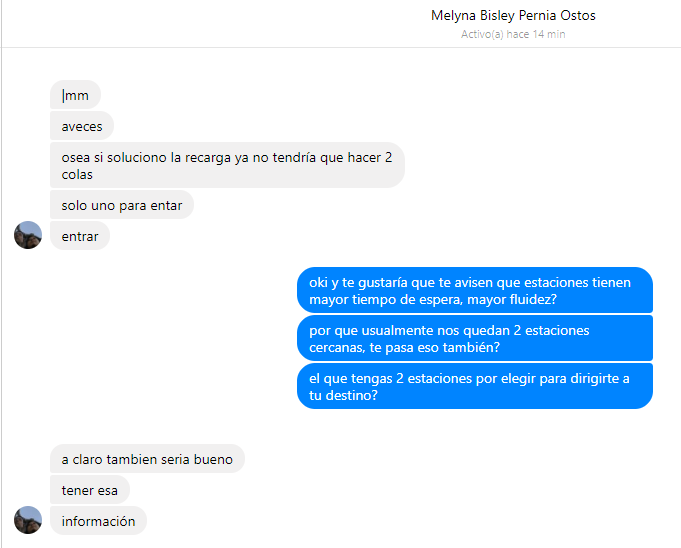 Melyna Bisley Pernia Ostos
Activo(a) hace 14 min
|mm
aveces
osea si soluciono la recarga ya no tendría que hacer 2
colas
solo uno para entar
entrar
oki y te gustaría que te avisen que estaciones tienen
mayor tiempo de espera, mayor fluidez?
por que usualmente nos quedan 2 estaciones
cercanas, te pasa eso también?
el que tengas 2 estaciones por elegir para dirigirte a
tu destino?
a claro tambien seria bueno
tener esa
información